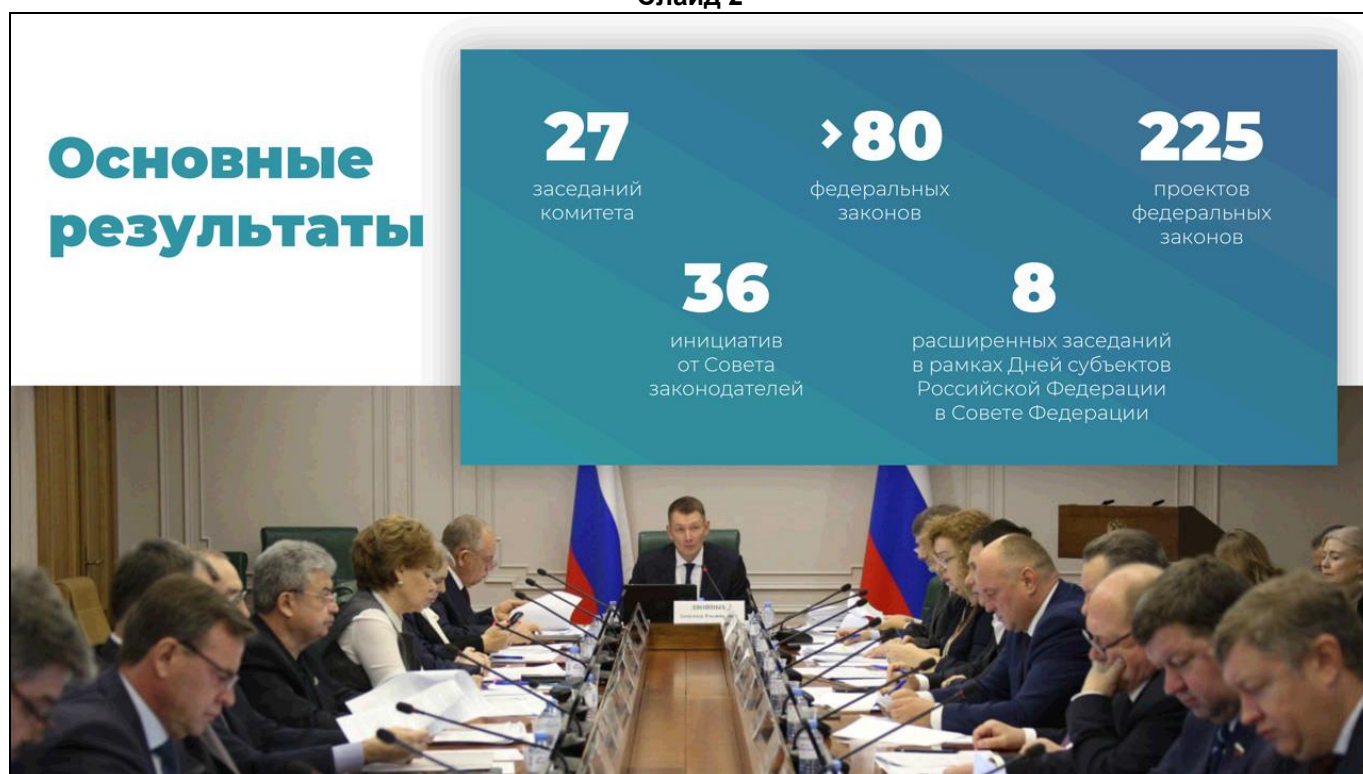 Слайд 2
Основные
результаты
27
заседаний
комитета
>80
федеральных
законов
225
проектов
федеральных
законов
36
инициатив
от Совета
законодателей
8
расширенных заседаний
в рамках Дней субъектов
Российской Федерации
в Совете Федерации
ДВОЙНЫХ